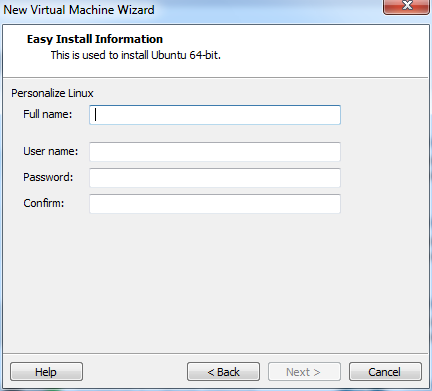 New Virtual Machine Wizard
Easy Install Information
This is used to install Ubuntu 64-bit.
Personalize Linux
Full name:
User name:
Password:
Confirm:
Help < Back Next > Cancel